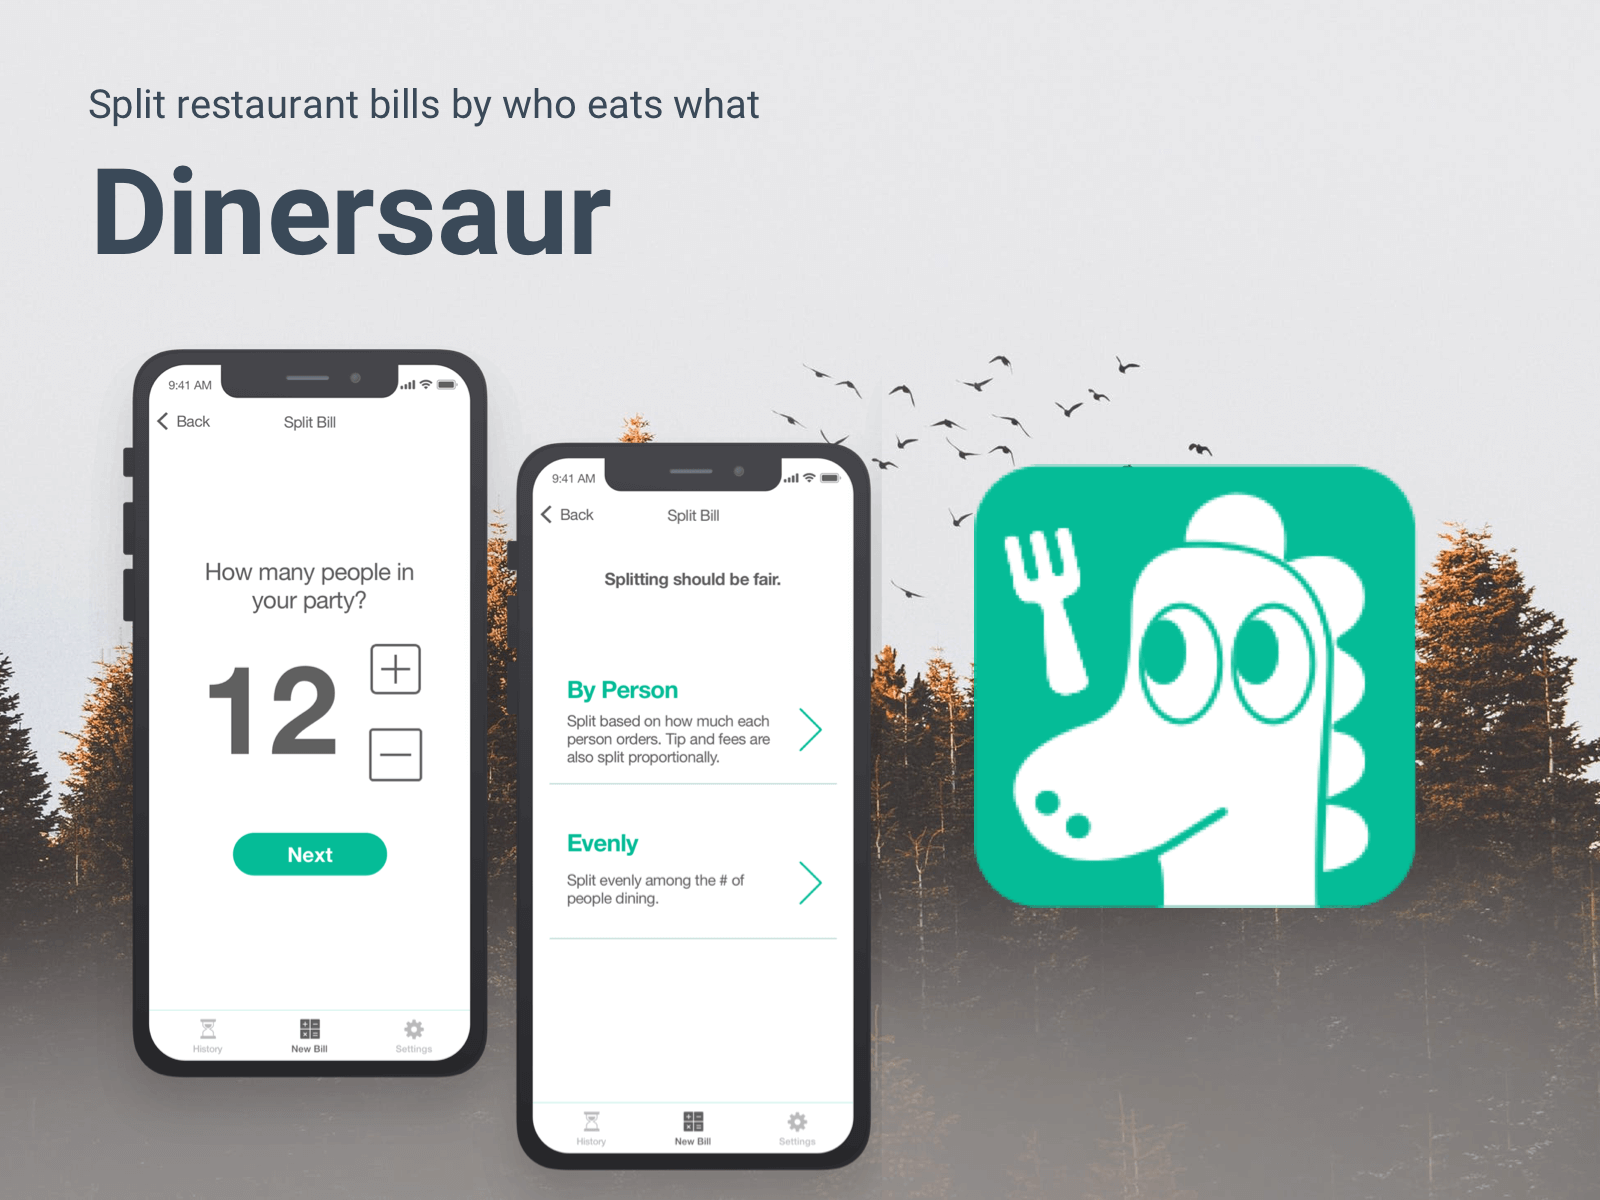 Split restaurant bills by who eats what
Dinersaur
9:41 AM
Back
Split Bill
How many people in
your party?
12
Next
History
New Bill
Settings
9:41 AM
Back
Split Bill
Splitting should be fair.
By Person
Split based on how much each
person orders. Tip and fees are
also split proportionally.
Evenly
Split evenly among the # of
people dining.
History
New Bill
Settings